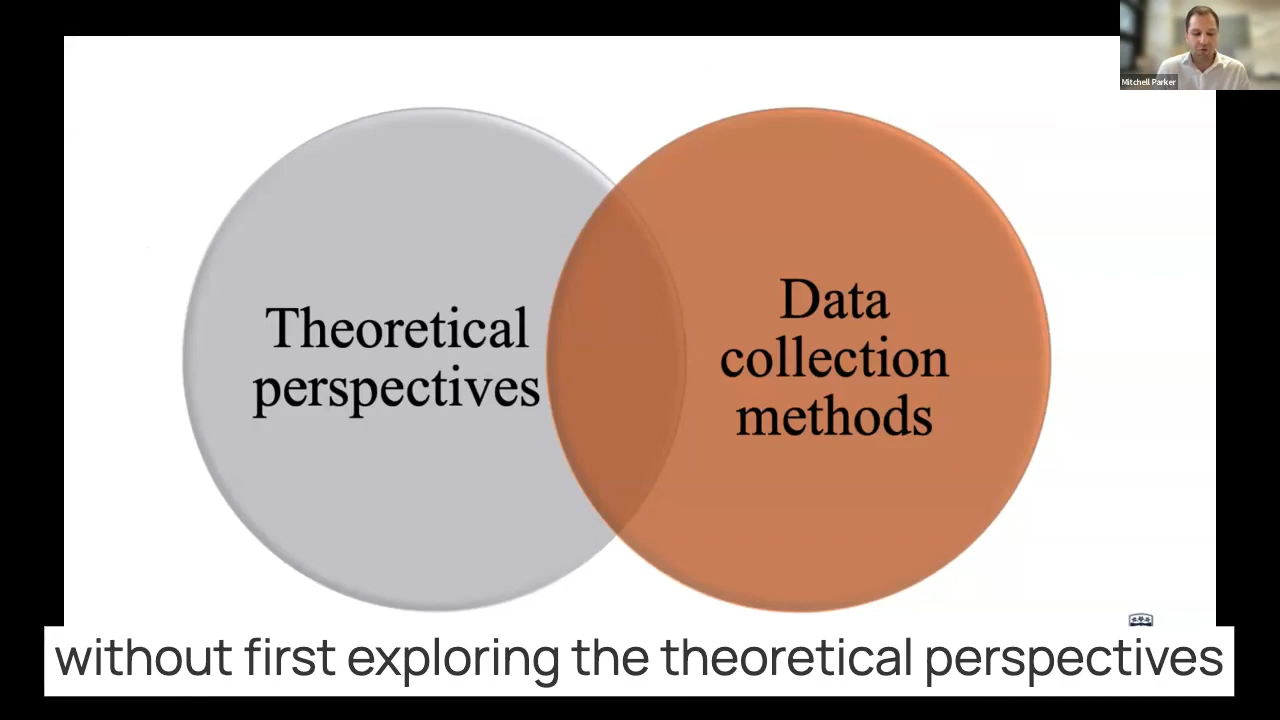 Mitchell Parker
Theoretical
perspectives
Data
collection
methods
without first exploring the theoretical perspectives